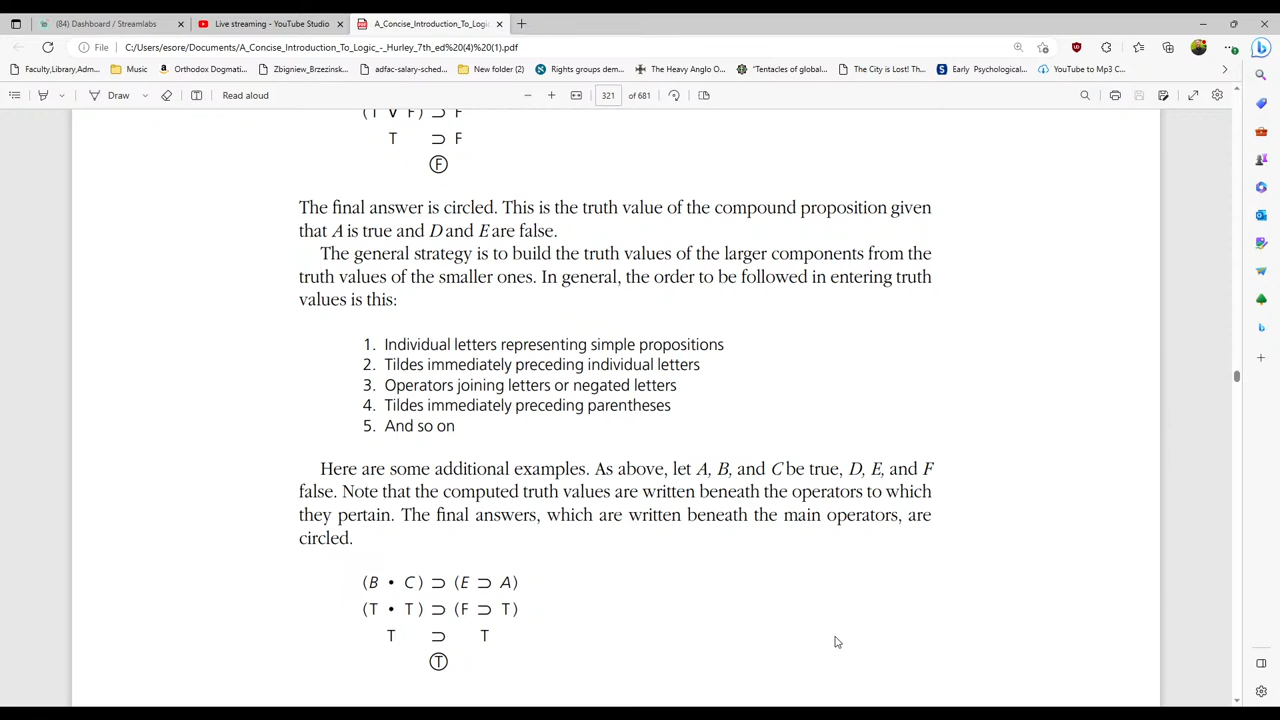 (84) Dashboard / Streamlabs
Live streaming - YouTube Studio
A_Concise_Introduction_To_Logic
File
C:/Users/esore/Documents/A_Concise_Introduction_To_Logic_-_Hurley_7th_ed%20(4)%20(1).pdf
Faculty,Library,Adm...
Music
Orthodox Dogmati...
Zbigniew_Brzezinsk...
adfac-salary-sched...
New folder (2)
Rights groups dem...
The Heavy Anglo O...
"Tentacles of global...
The City is Lost! Th...
Early Psychological...
YouTube to Mp3 C...
Draw
Read aloud
321 of 681
(T ∨ F) ⊃ F
T ⊃ F
F
The final answer is circled. This is the truth value of the compound proposition given
that A is true and D and E are false.
The general strategy is to build the truth values of the larger components from the
truth values of the smaller ones. In general, the order to be followed in entering truth
values is this:
1. Individual letters representing simple propositions
2. Tildes immediately preceding individual letters
3. Operators joining letters or negated letters
4. Tildes immediately preceding parentheses
5. And so on
Here are some additional examples. As above, let A, B, and C be true, D, E, and F
false. Note that the computed truth values are written beneath the operators to which
they pertain. The final answers, which are written beneath the main operators, are
circled.
(B • C) ⊃ (E ⊃ A)
(T • T) ⊃ (F ⊃ T)
T ⊃ T
T